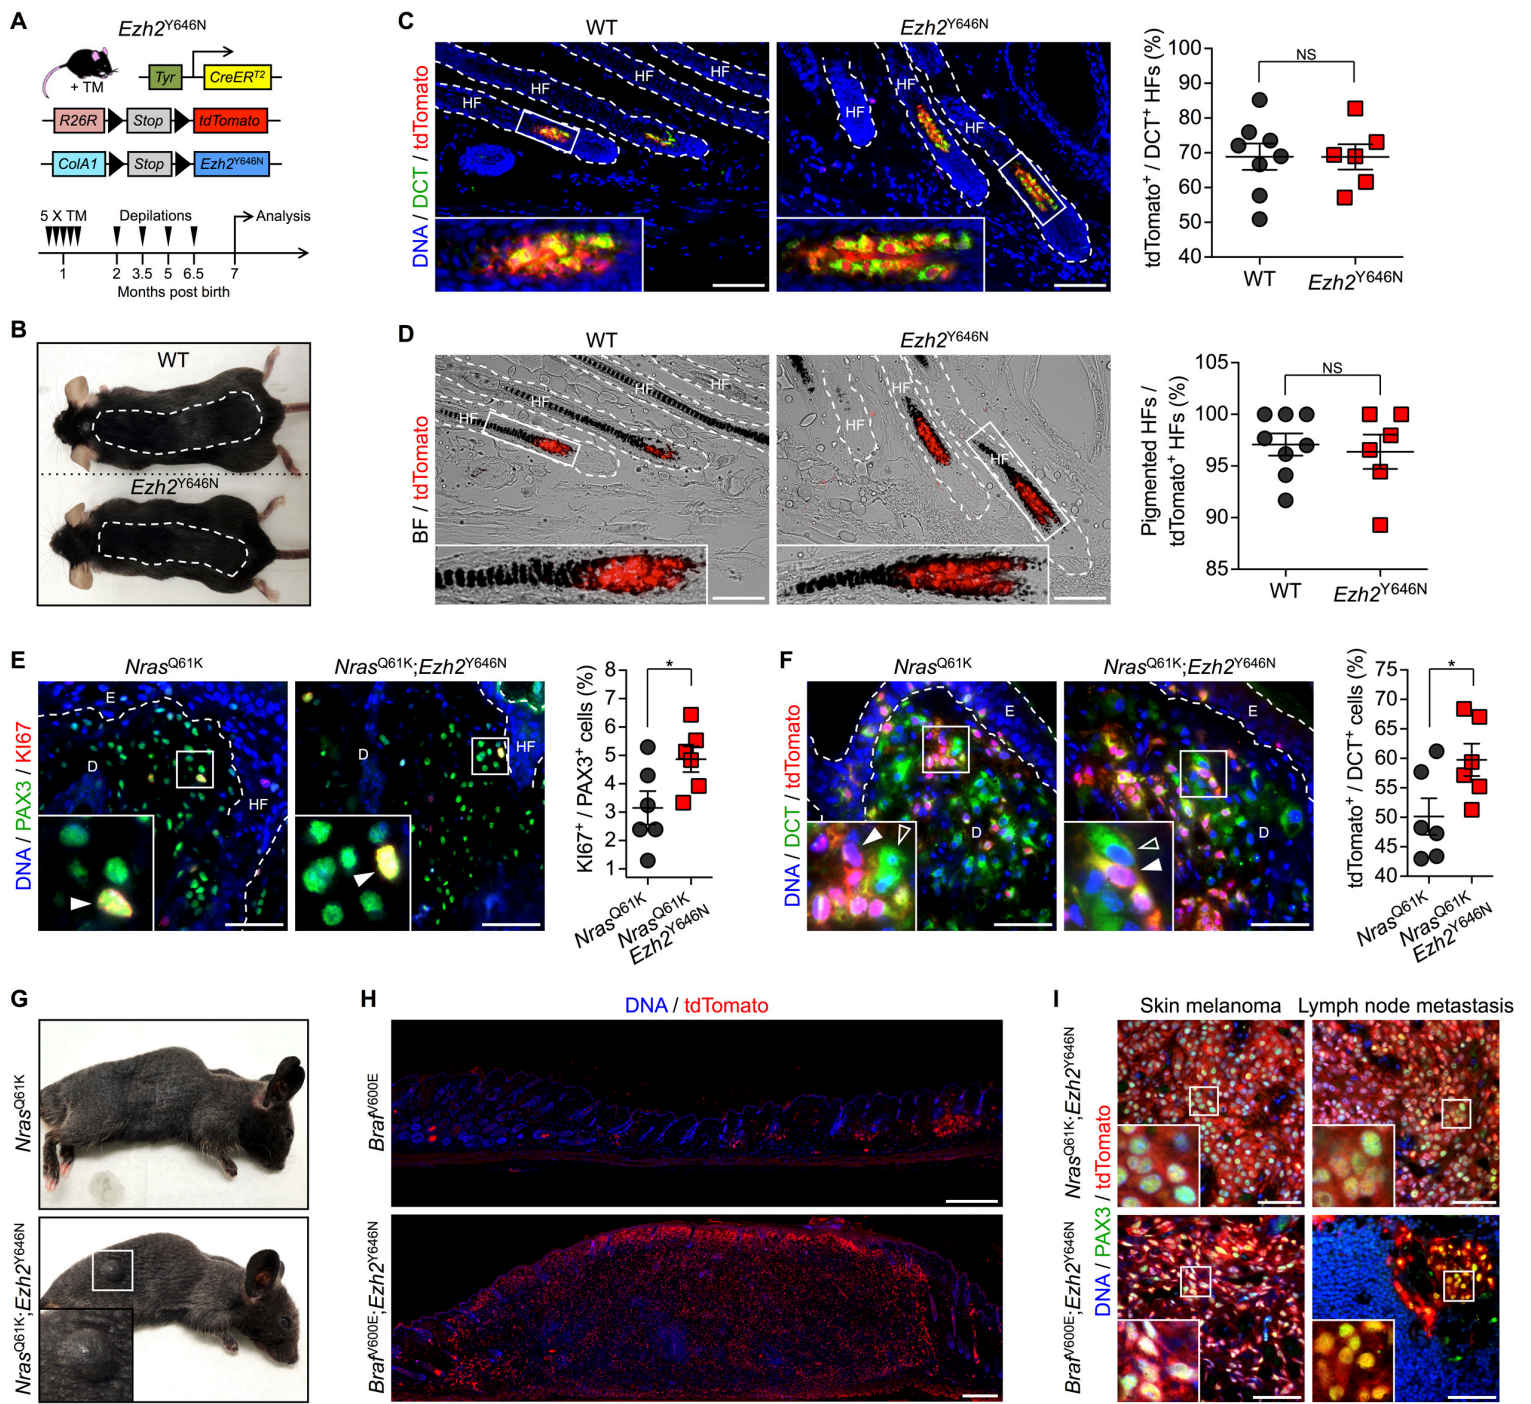 A
Ezh2Y646N
+ TM
Tyr
CreERT2
R26R
Stop
tdTomato
ColA1
Stop
Ezh2Y646N
5 X TM
Depilations
Analysis
1
2
3.5
5
6.5
7
Months post birth
B
WT
Ezh2Y646N
C
WT
Ezh2Y646N
DNA / DCT / tdTomato
HF
HF
HF
HF
HF
HF
tdTomato+ / DCT+ HFs (%)
100
90
80
70
60
50
40
NS
WT
Ezh2Y646N
D
WT
Ezh2Y646N
BF / tdTomato
HF
HF
HF
HF
HF
HF
HF
Pigmented HFs /
tdTomato+ HFs (%)
105
100
95
90
85
NS
WT
Ezh2Y646N
E
NrasQ61K
NrasQ61K;Ezh2Y646N
DNA / PAX3 / KI67
E
D
HF
D
HF
KI67+ / PAX3+ cells (%)
8
7
6
5
4
3
2
1
*
NrasQ61K
NrasQ61K
Ezh2Y646N
F
NrasQ61K
NrasQ61K;Ezh2Y646N
DNA / DCT / tdTomato
E
D
E
D
tdTomato+ / DCT+ cells (%)
75
70
65
60
55
50
45
40
*
NrasQ61K
NrasQ61K
Ezh2Y646N
G
NrasQ61K
NrasQ61K;Ezh2Y646N
H
DNA / tdTomato
BrafV600E
BrafV600E;Ezh2Y646N
I
Skin melanoma
Lymph node metastasis
DNA / PAX3 / tdTomato
NrasQ61K;Ezh2Y646N
BrafV600E;Ezh2Y646N